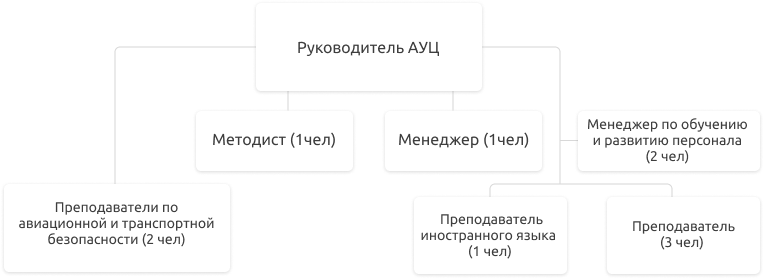 Руководитель АУЦ
Методист (1чел)
Менеджер (1чел)
Менеджер по обучению
и развитию персонала
(2 чел)
Преподаватели по
авиационной и транспортной
безопасности (2 чел)
Преподаватель
иностранного языка
(1 чел)
Преподаватель
(3 чел)